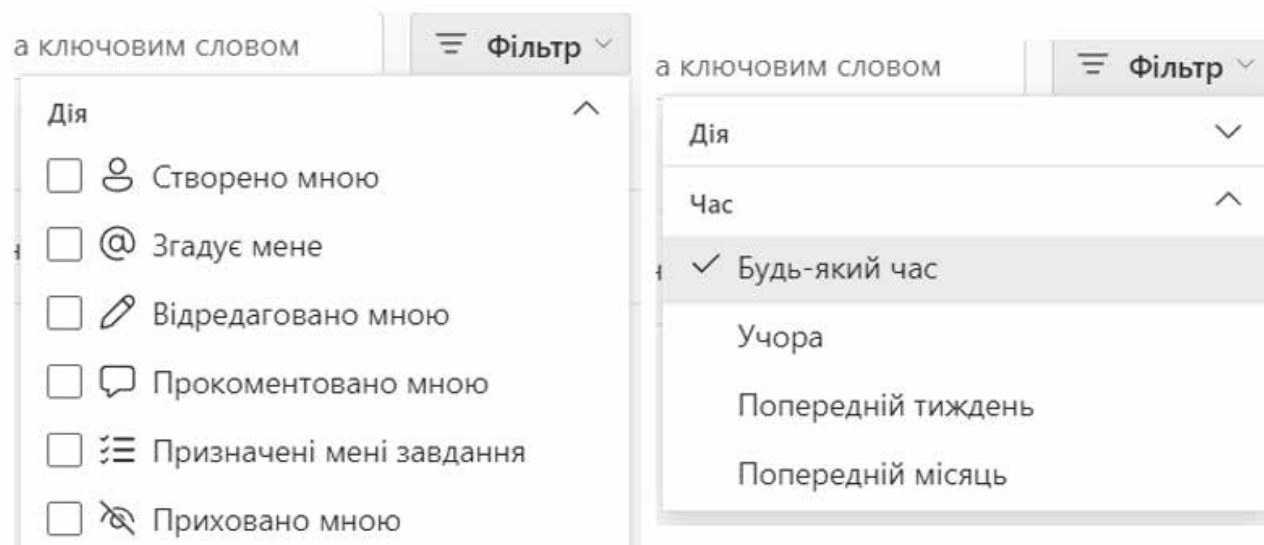 а ключовим словом
Фільтр
Дія
Створено мною
@ Згадує мене
Відредаговано мною
Прокоментовано мною
Призначені мені завдання
Приховано мною
а ключовим словом
Фільтр
Дія
Час
Будь-який час
Учора
Попередній тиждень
Попередній місяць